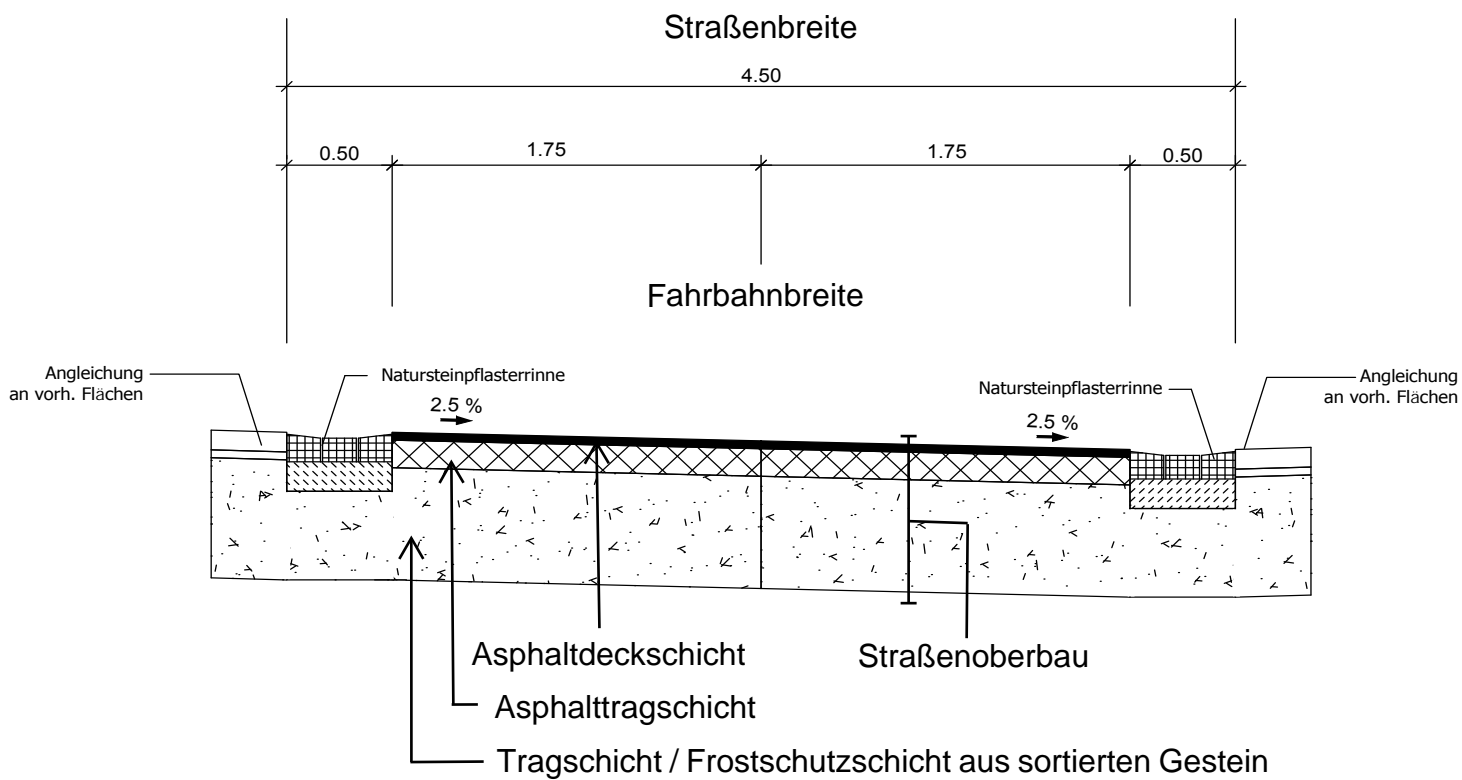 Straßenbreite
4.50
0.50
1.75
1.75
0.50
Fahrbahnbreite
Angleichung
an vorh. Flächen
Natursteinpflasterrinne
2.5 %
2.5 %
Natursteinpflasterrinne
Angleichung
an vorh. Flächen
Asphaltdeckschicht
Straßenoberbau
Asphalttragschicht
Tragschicht / Frostschutzschicht aus sortierten Gestein